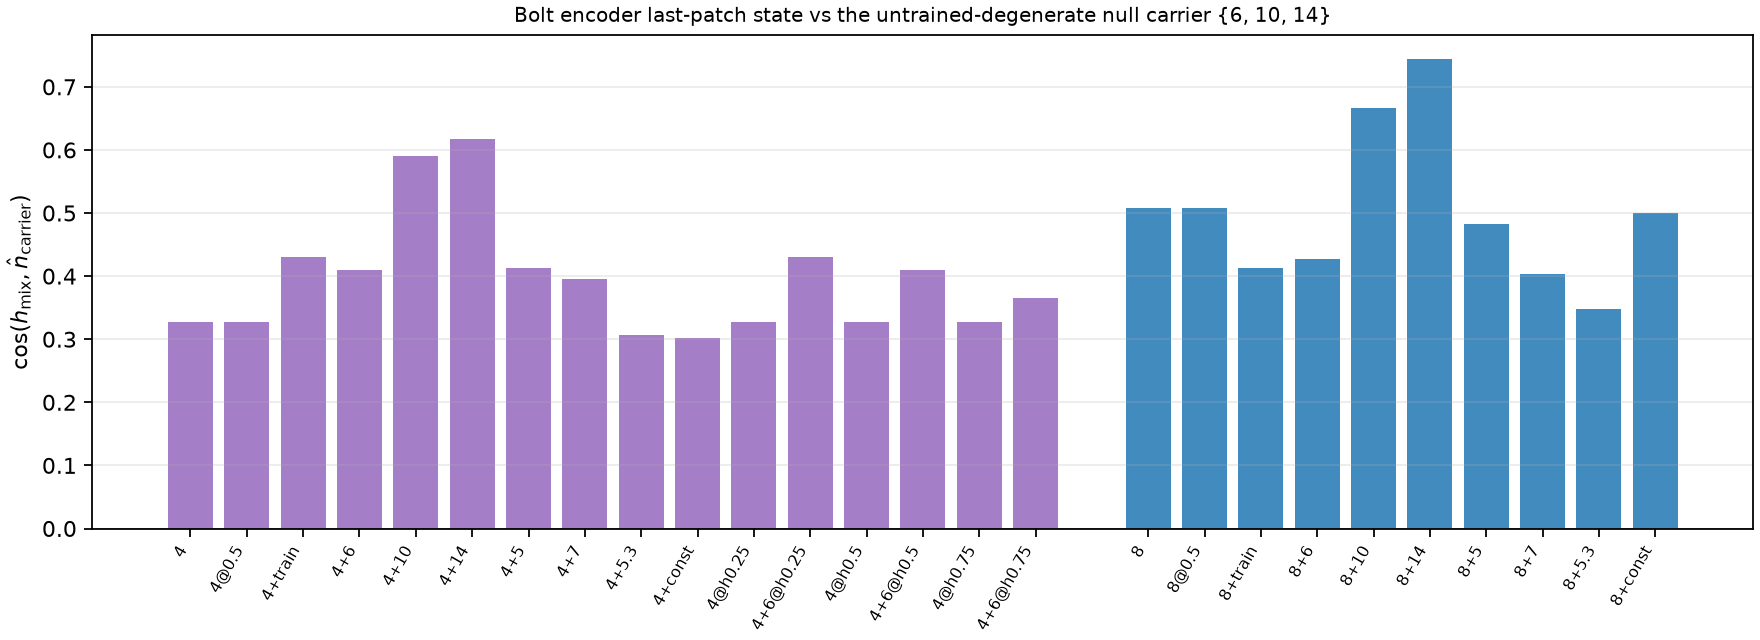 Bolt encoder last-patch state vs the untrained-degenerate null carrier {6, 10, 14}
cos(h_mix, n̂_carrier)
0.7
0.6
0.5
0.4
0.3
0.2
0.1
0.0
4
4@0.5
4+train
4+6
4+10
4+14
4+5
4+7
4+5.3
4+const
4@h0.25
4+6@h0.25
4@h0.5
4+6@h0.5
4@h0.75
4+6@h0.75
8
8@0.5
8+train
8+6
8+10
8+14
8+5
8+7
8+5.3
8+const